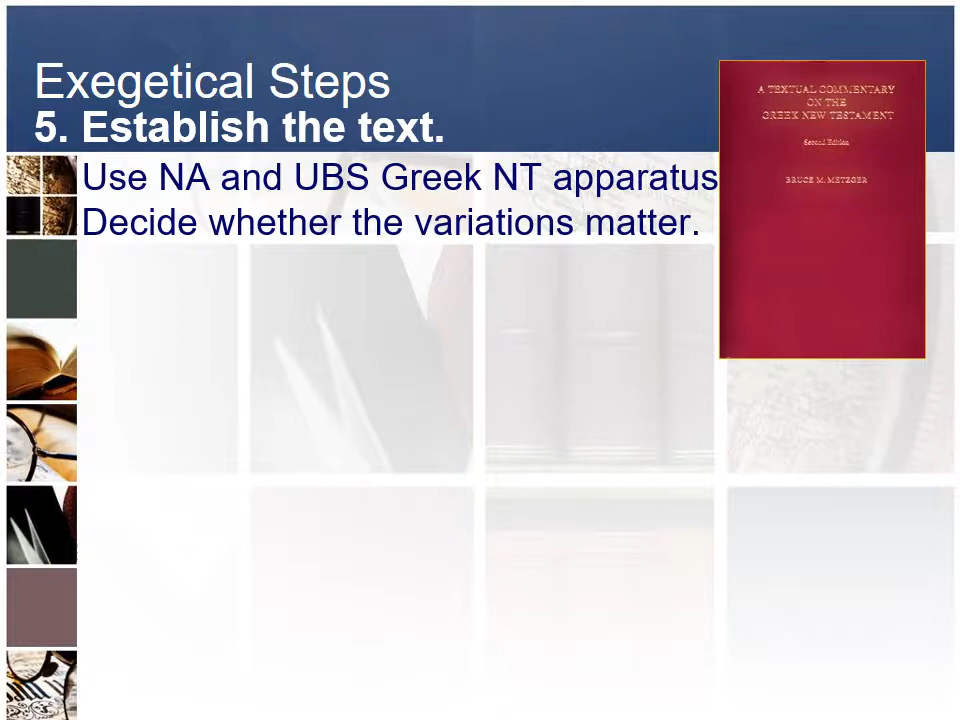 Exegetical Steps
5. Establish the text.
Use NA and UBS Greek NT apparatus
Decide whether the variations matter.
A TEXTUAL COMMENTARY
ON THE
GREEK NEW TESTAMENT
Second Edition
BRUCE M. METZGER